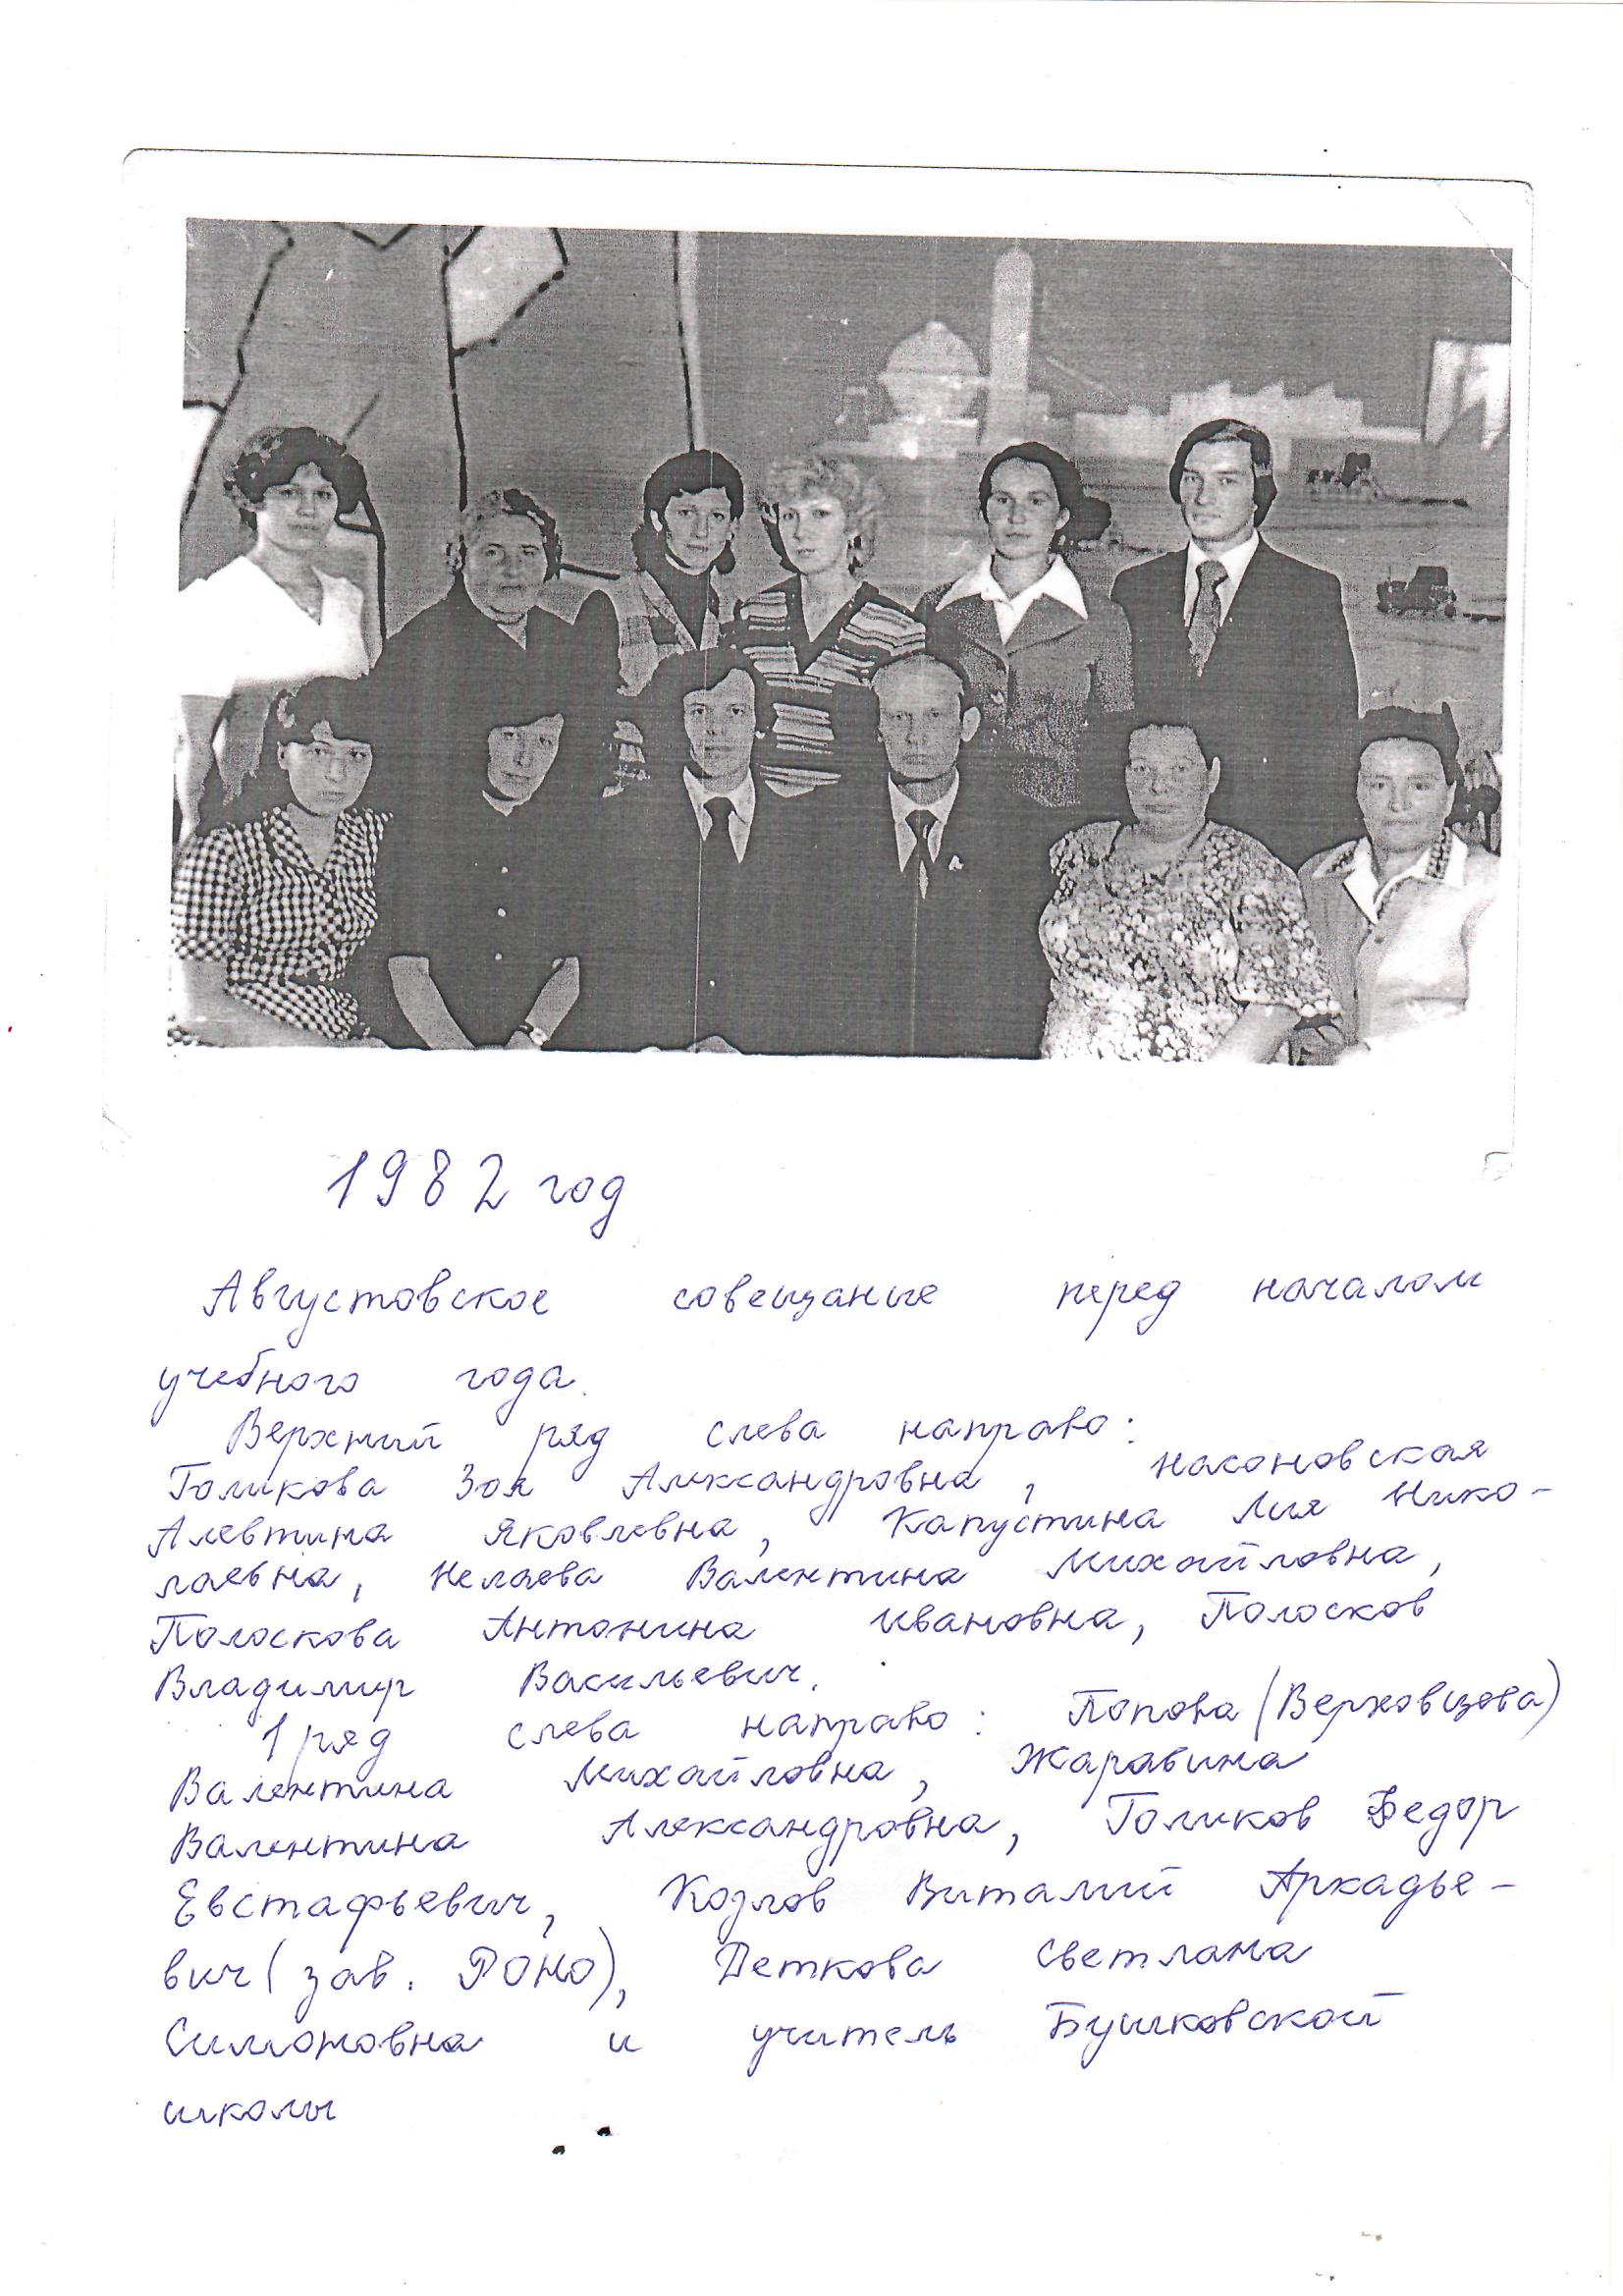 1982 год
Августовское совещание перед началом
учебного года.
Верхний ряд слева направо:
Голикова Зоя Александровна, Насоновская
Алевтина Яковлевна, Капустина Лия Нико-
лаевна, Нелаева Валентина Михайловна,
Полоскова Антонина Ивановна, Полосков
Владимир Васильевич.
1 ряд слева направо: Попова (Верховцева)
Валентина Михайловна, Жаравина
Валентина Александровна, Голиков Федор
Евстафьевич, Козлов Виталий Аркадье-
вич (зав. РОНО), Деткова Светлана
Симоновна и учитель Бушковской
школы